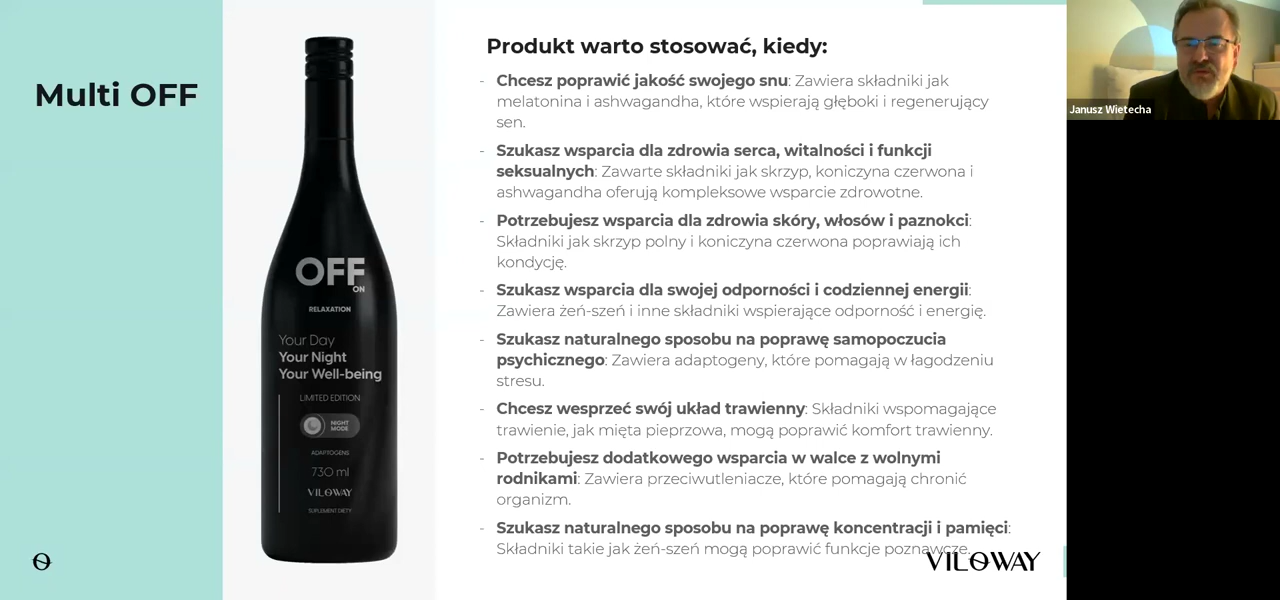 Multi OFF
OFF
ON
RELAXATION
Your Day
Your Night
Your Well-being
LIMITED EDITION
NIGHT
MODE
ADAPTOGENS
730 ml
VILOWAY
SUPLEMENT DIETY
Produkt warto stosować, kiedy:
- Chcesz poprawić jakość swojego snu: Zawiera składniki jak
melatonina i ashwagandha, które wspierają głęboki i regenerujący
sen.
- Szukasz wsparcia dla zdrowia serca, witalności i funkcji
seksualnych: Zawarte składniki jak skrzyp, koniczyna czerwona i
ashwagandha oferują kompleksowe wsparcie zdrowotne.
- Potrzebujesz wsparcia dla zdrowia skóry, włosów i paznokci:
Składniki jak skrzyp polny i koniczyna czerwona poprawiają ich
kondycję.
- Szukasz wsparcia dla swojej odporności i codziennej energii:
Zawiera żeń-szeń i inne składniki wspierające odporność i energię.
- Szukasz naturalnego sposobu na poprawę samopoczucia
psychicznego: Zawiera adaptogeny, które pomagają w łagodzeniu
stresu.
- Chcesz wesprzeć swój układ trawienny: Składniki wspomagające
trawienie, jak mięta pieprzowa, mogą poprawić komfort trawienny.
- Potrzebujesz dodatkowego wsparcia w walce z wolnymi
rodnikami: Zawiera przeciwutleniacze, które pomagają chronić
organizm.
- Szukasz naturalnego sposobu na poprawę koncentracji i pamięci:
Składniki takie jak żeń-szeń mogą poprawić funkcje poznawcze.
VILOWAY
Janusz Wietecha